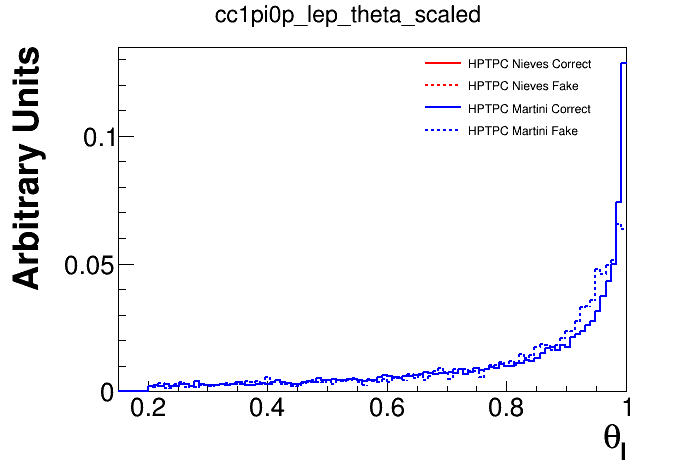 cc1pi0p_lep_theta_scaled
Arbitrary Units
HPTPC Nieves Correct
HPTPC Nieves Fake
HPTPC Martini Correct
HPTPC Martini Fake
0.1
0.05
0
0.2 0.4 0.6 0.8 1
θl